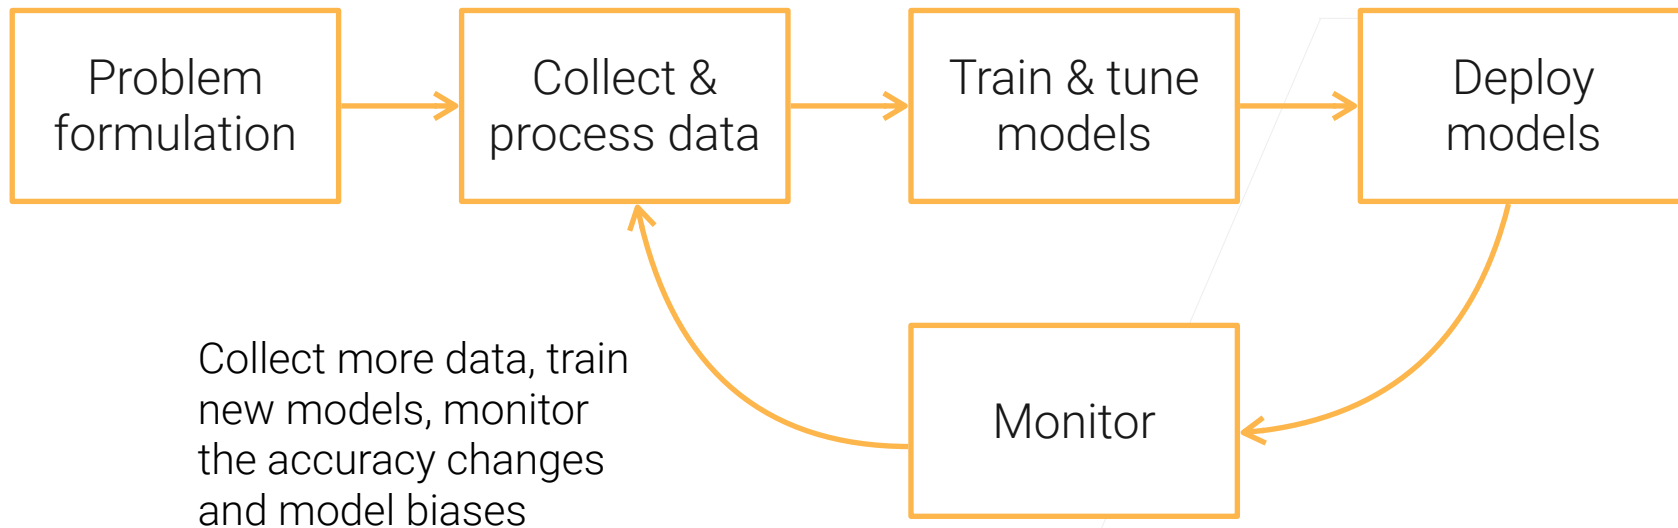 Problem
formulation
Collect &
process data
Train & tune
models
Deploy
models
Collect more data, train
new models, monitor
the accuracy changes
and model biases
Monitor